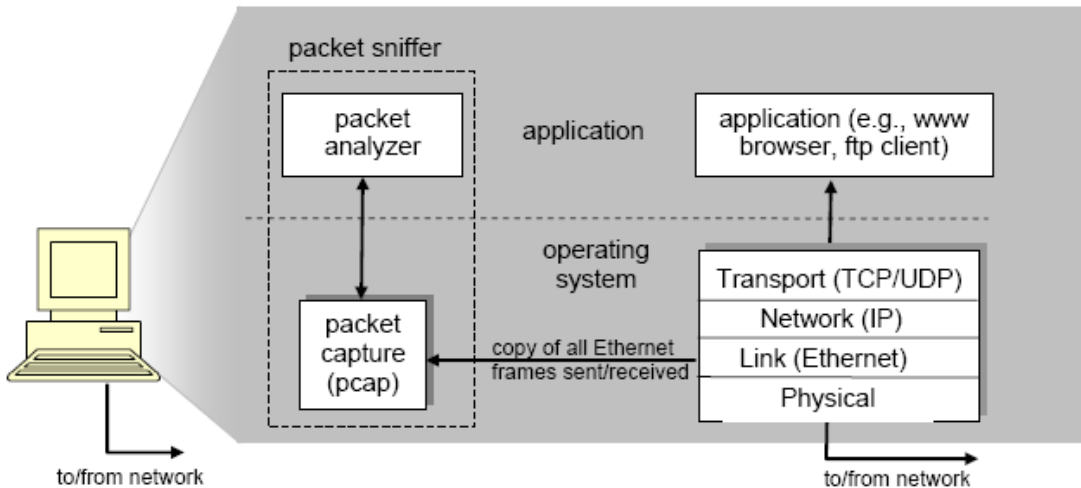 packet sniffer
packet
analyzer
application
application (e.g., www
browser, ftp client)
operating
system
packet
capture
(pcap)
copy of all Ethernet
frames sent/received
Transport (TCP/UDP)
Network (IP)
Link (Ethernet)
Physical
to/from network
to/from network